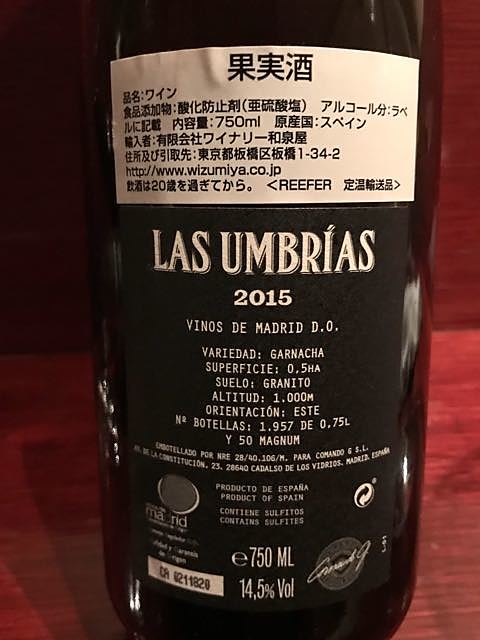 果実酒
品名:ワイン
食品添加物:酸化防止剤(亜硫酸塩) アルコール分:ラベ
ルに記載 内容量:750ml 原産国:スペイン
輸入者:有限会社ワイナリー和泉屋
住所及び引取先:東京都板橋区板橋1-34-2
http://www.wizumiya.co.jp
飲酒は20歳を過ぎてから。 <REEFER 定温輸送品>
LAS UMBRÍAS
2015
VINOS DE MADRID D.O.
VARIEDAD: GARNACHA
SUPERFICIE: 0,5HA
SUELO: GRANITO
ALTITUD: 1.000M
ORIENTACIÓN: ESTE
Nº BOTELLAS: 1.957 DE 0,75L
Y 50 MAGNUM
EMBOTELLADO POR NRE 28/40.106/M. PARA COMANDO G S.L.
AV. DE LA CONSTITUCIÓN, 23. 28640 CADALSO DE LOS VIDRIOS. MADRID. ESPAÑA
PRODUCTO DE ESPAÑA
PRODUCT OF SPAIN
CONTIENE SULFITOS
CONTAINS SULFITES
madrid
CA 0211820
e750 ML
14,5% Vol
L-01